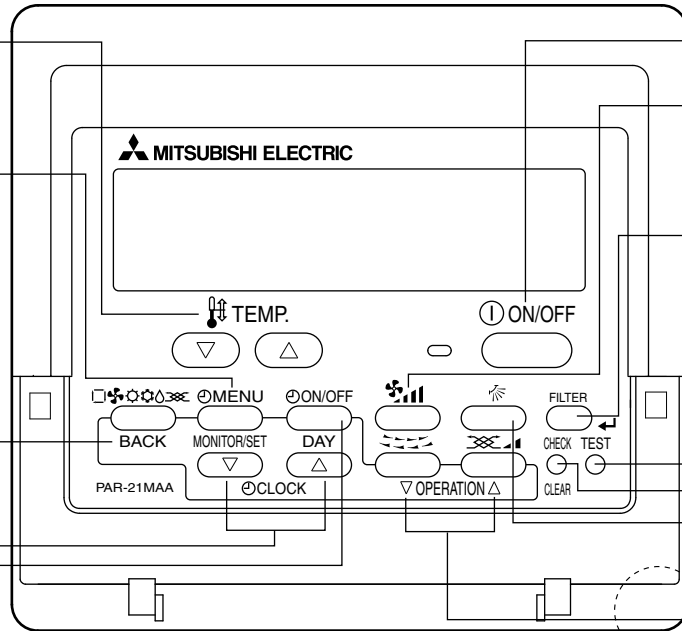 MITSUBISHI ELECTRIC
TEMP.
ON/OFF
MENU
ON/OFF
FILTER
BACK
MONITOR/SET
DAY
CHECK
TEST
PAR-21MAA
CLOCK
OPERATION
CLEAR